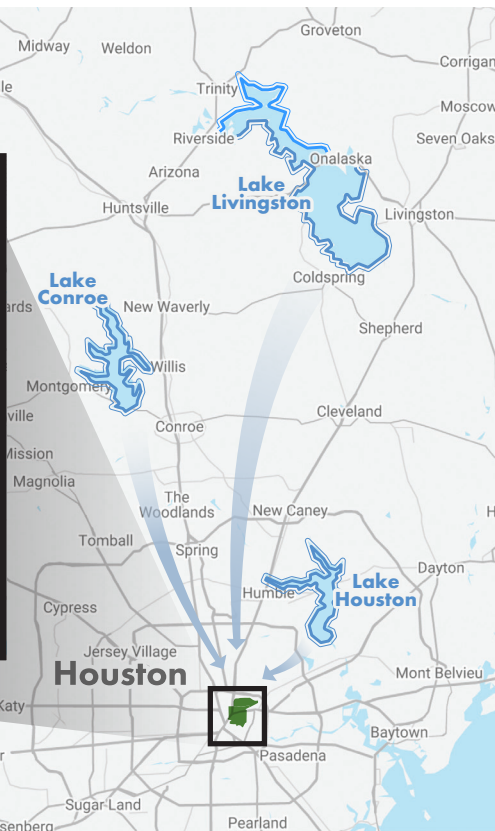 Groveton
Midway
Weldon
Corrigan
Trinity
Moscow
Riverside
Seven Oaks
Onalaska
Arizona
Lake
Livingston
Huntsville
Livingston
Coldspring
Lake
Conroe
New Waverly
Shepherd
Willis
Montgomery
Cleveland
Conroe
Mission
Magnolia
The
Woodlands
New Caney
Tomball
Spring
Dayton
Humble
Lake
Houston
Cypress
Jersey Village
Houston
Mont Belvieu
Katy
Baytown
Pasadena
Sugar Land
Pearland